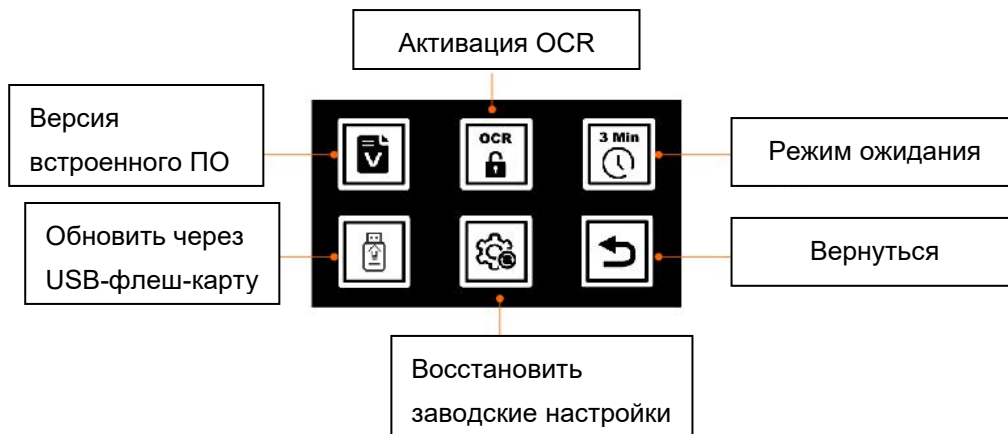 Активация OCR
Версия
встроенного ПО
OCR
3 Min
Режим ожидания
Обновить через
USB-флеш-карту
Вернуться
Восстановить
заводские настройки